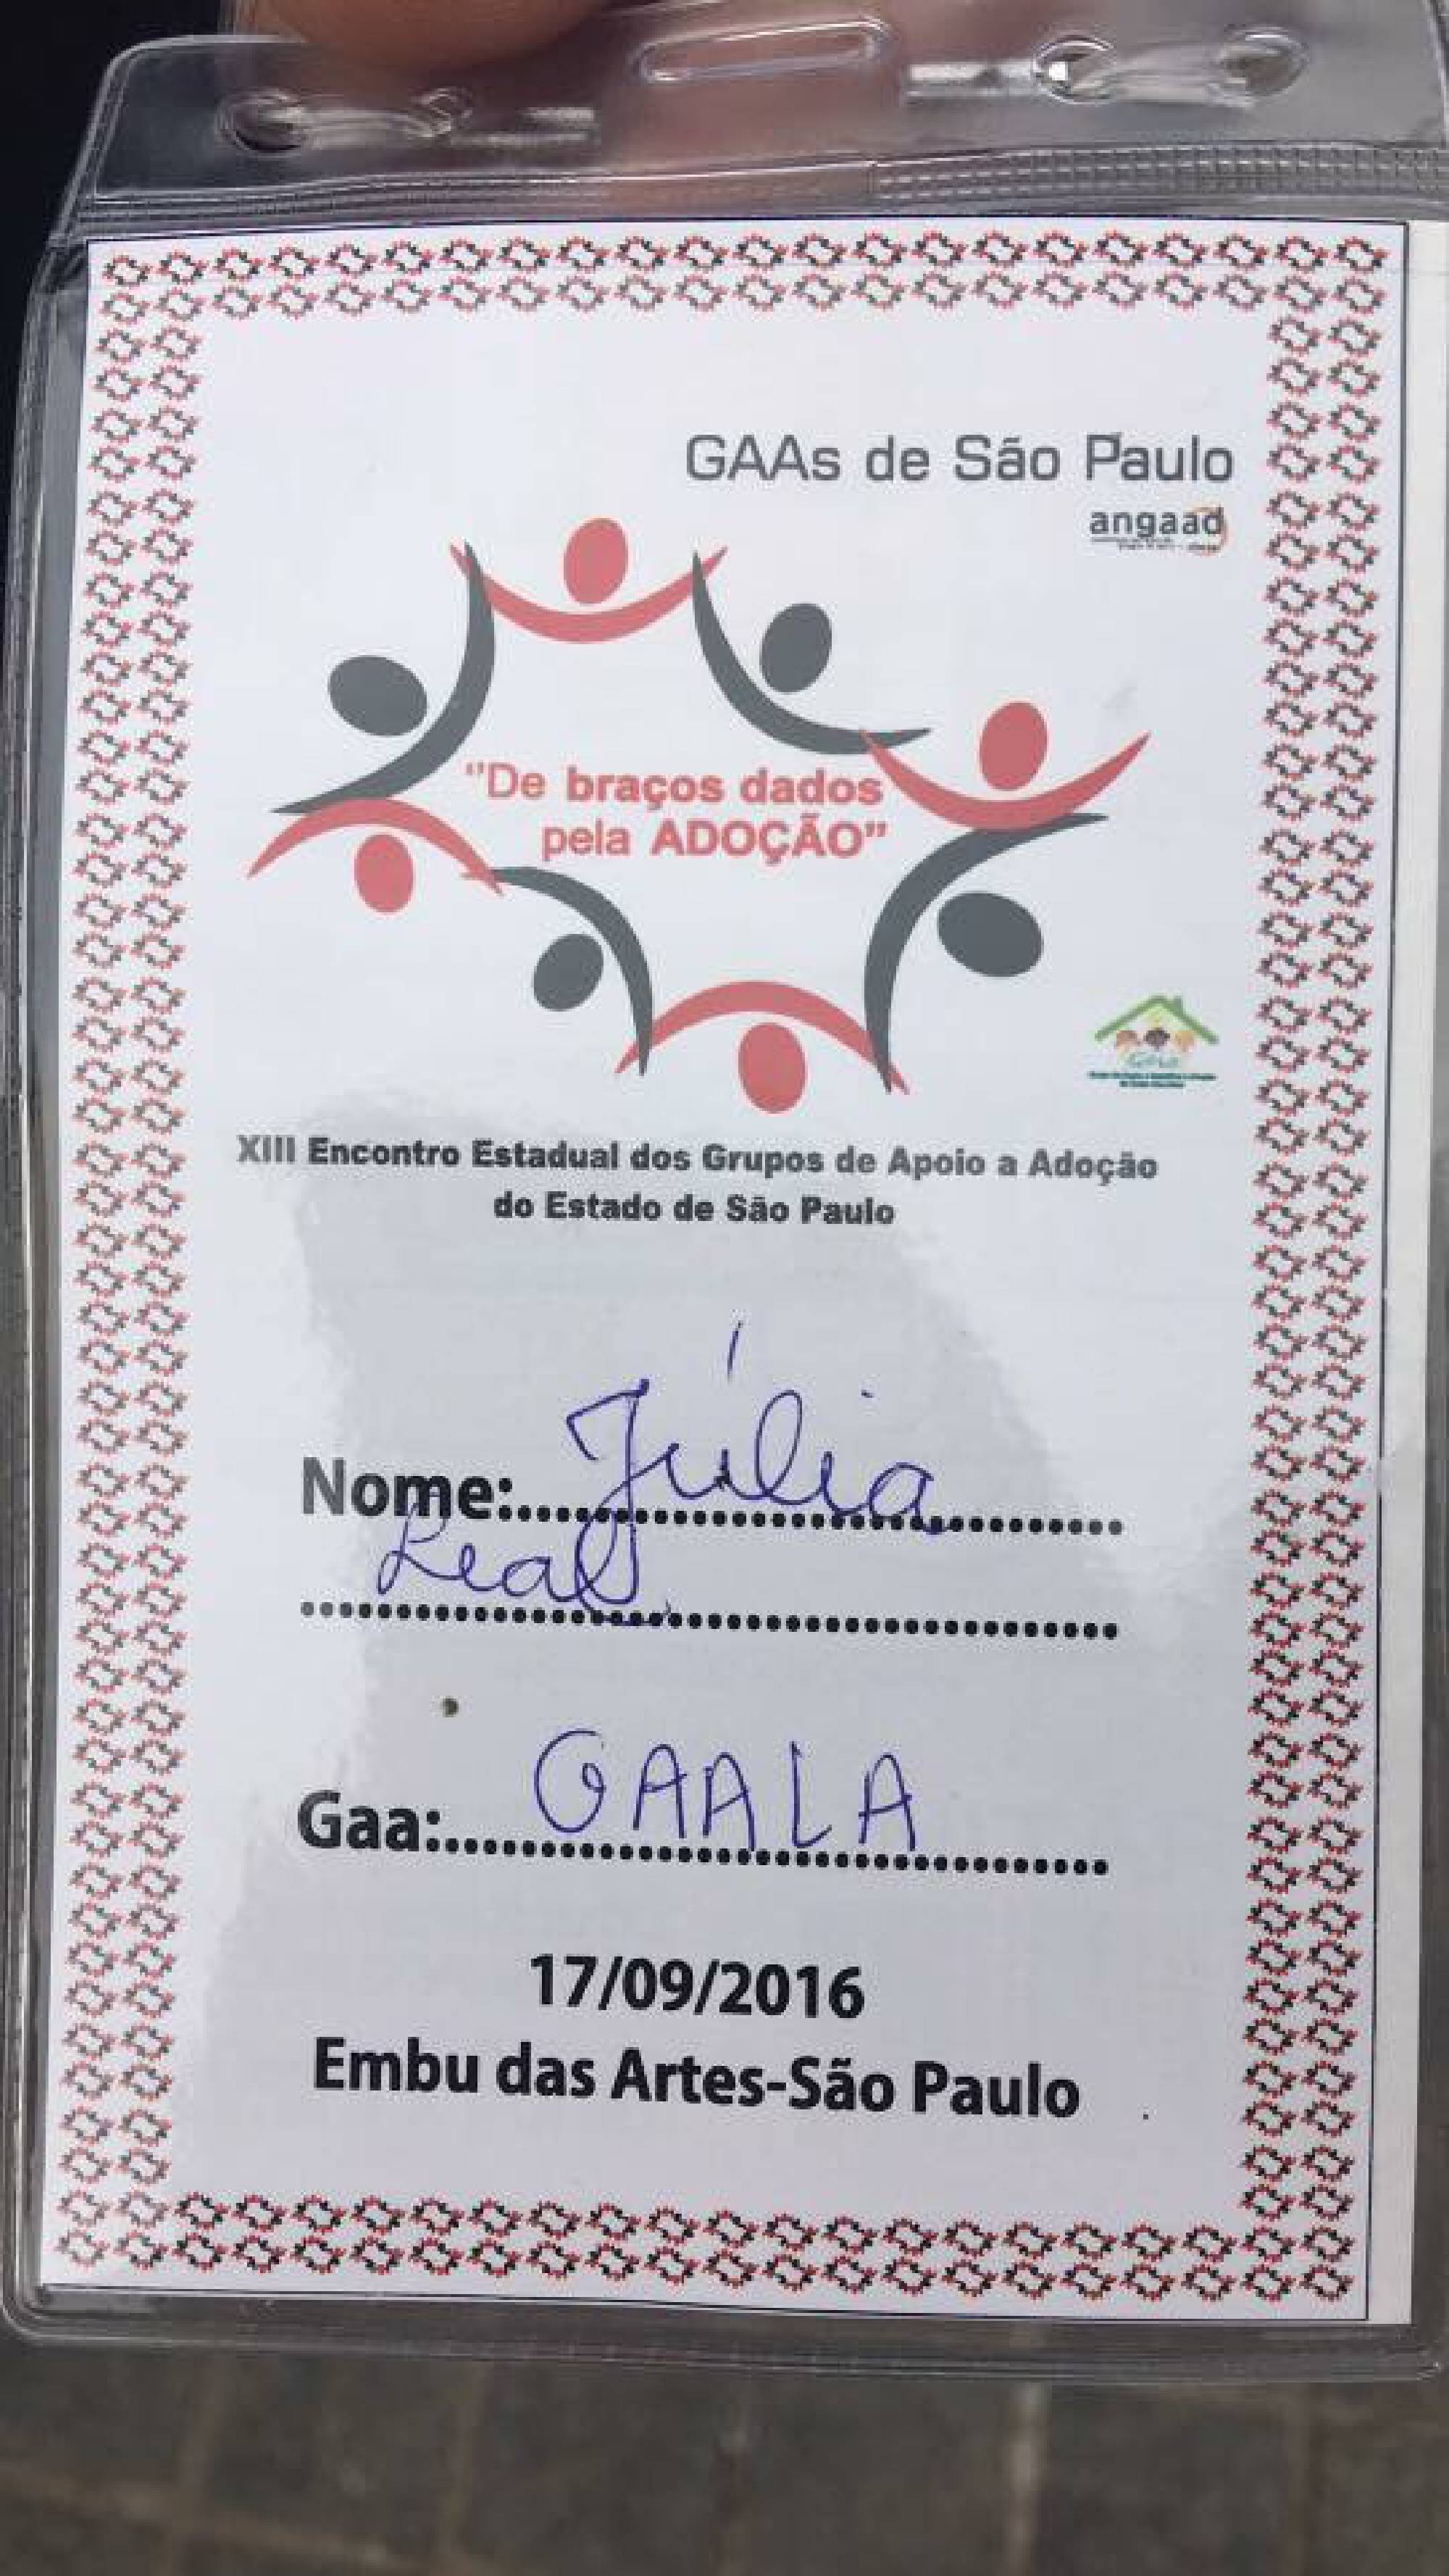 GAAs de São Paulo
angaad
"De braços dados
pela ADOÇÃO"
XIII Encontro Estadual dos Grupos de Apoio a Adoção
do Estado de São Paulo
Nome: Júlia
Leal
Gaa: GAALA
17/09/2016
Embu das Artes-São Paulo